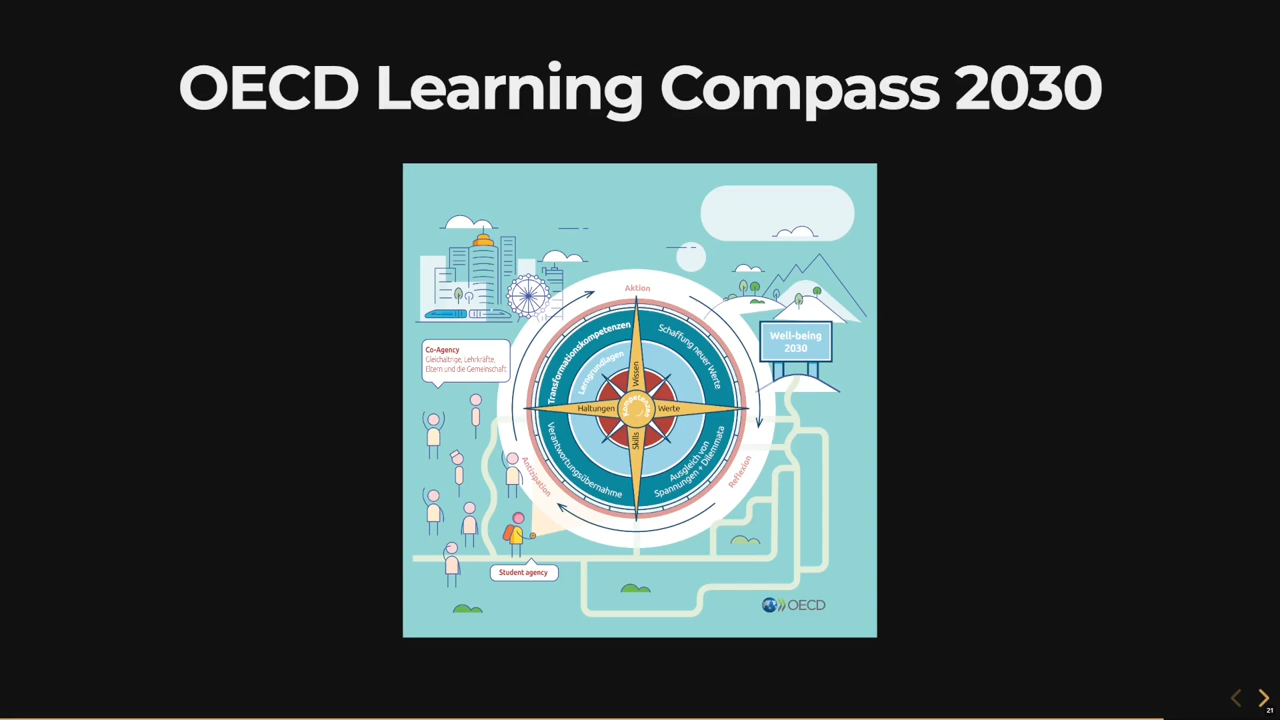 OECD Learning Compass 2030
Aktion
Transformationskompetenzen
Schaffung neuer Werte
Lerngrundlagen
Wissen
Well-being
2030
Co-Agency
Gleichaltrige, Lehrkräfte,
Eltern und die Gemeinschaft
Haltungen
Kompetenzen
Werte
Skills
Verantwortungsübernahme
Ausgleich von
Spannungen + Dilemmata
Antizipation
Reflexion
Student agency
OECD
21